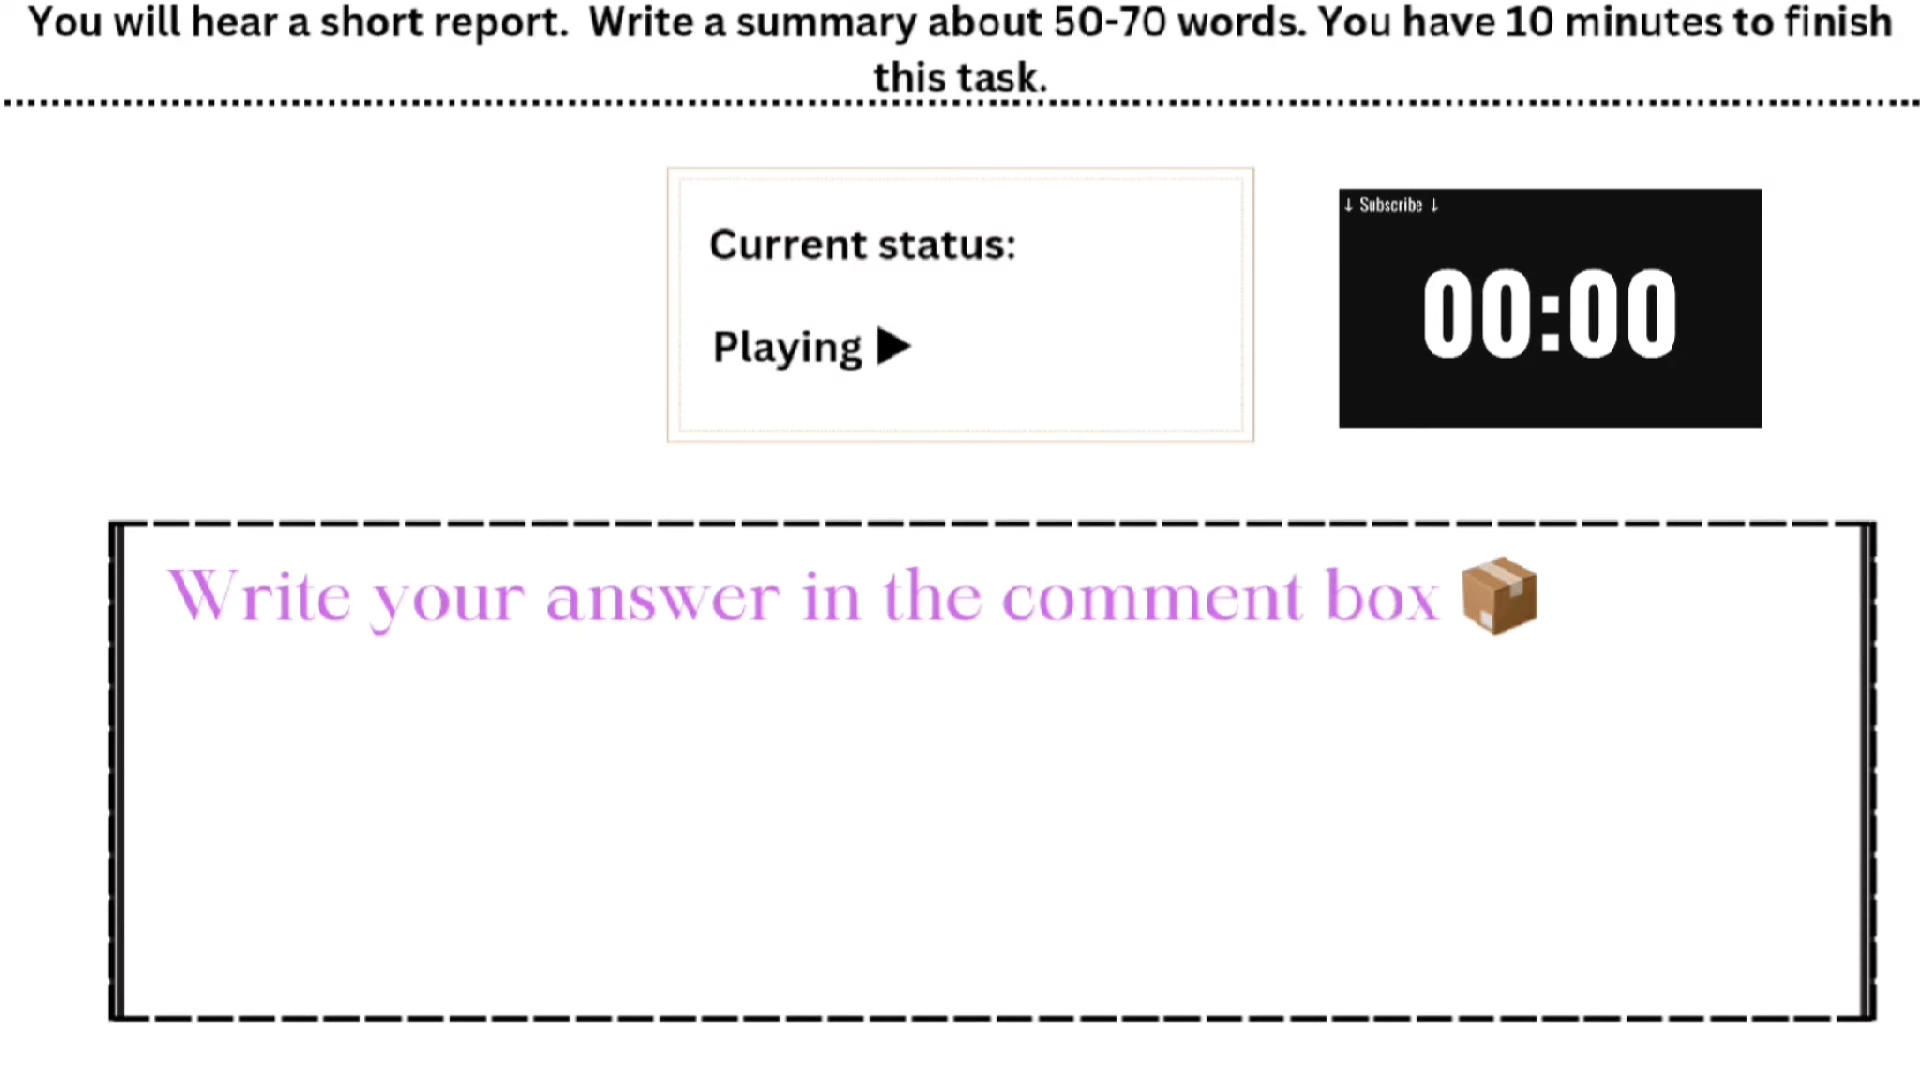 You will hear a short report. Write a summary about 50-70 words. You have 10 minutes to finish
this task.
Current status:
Playing
↓ Subscribe ↓
00:00
Write your answer in the comment box